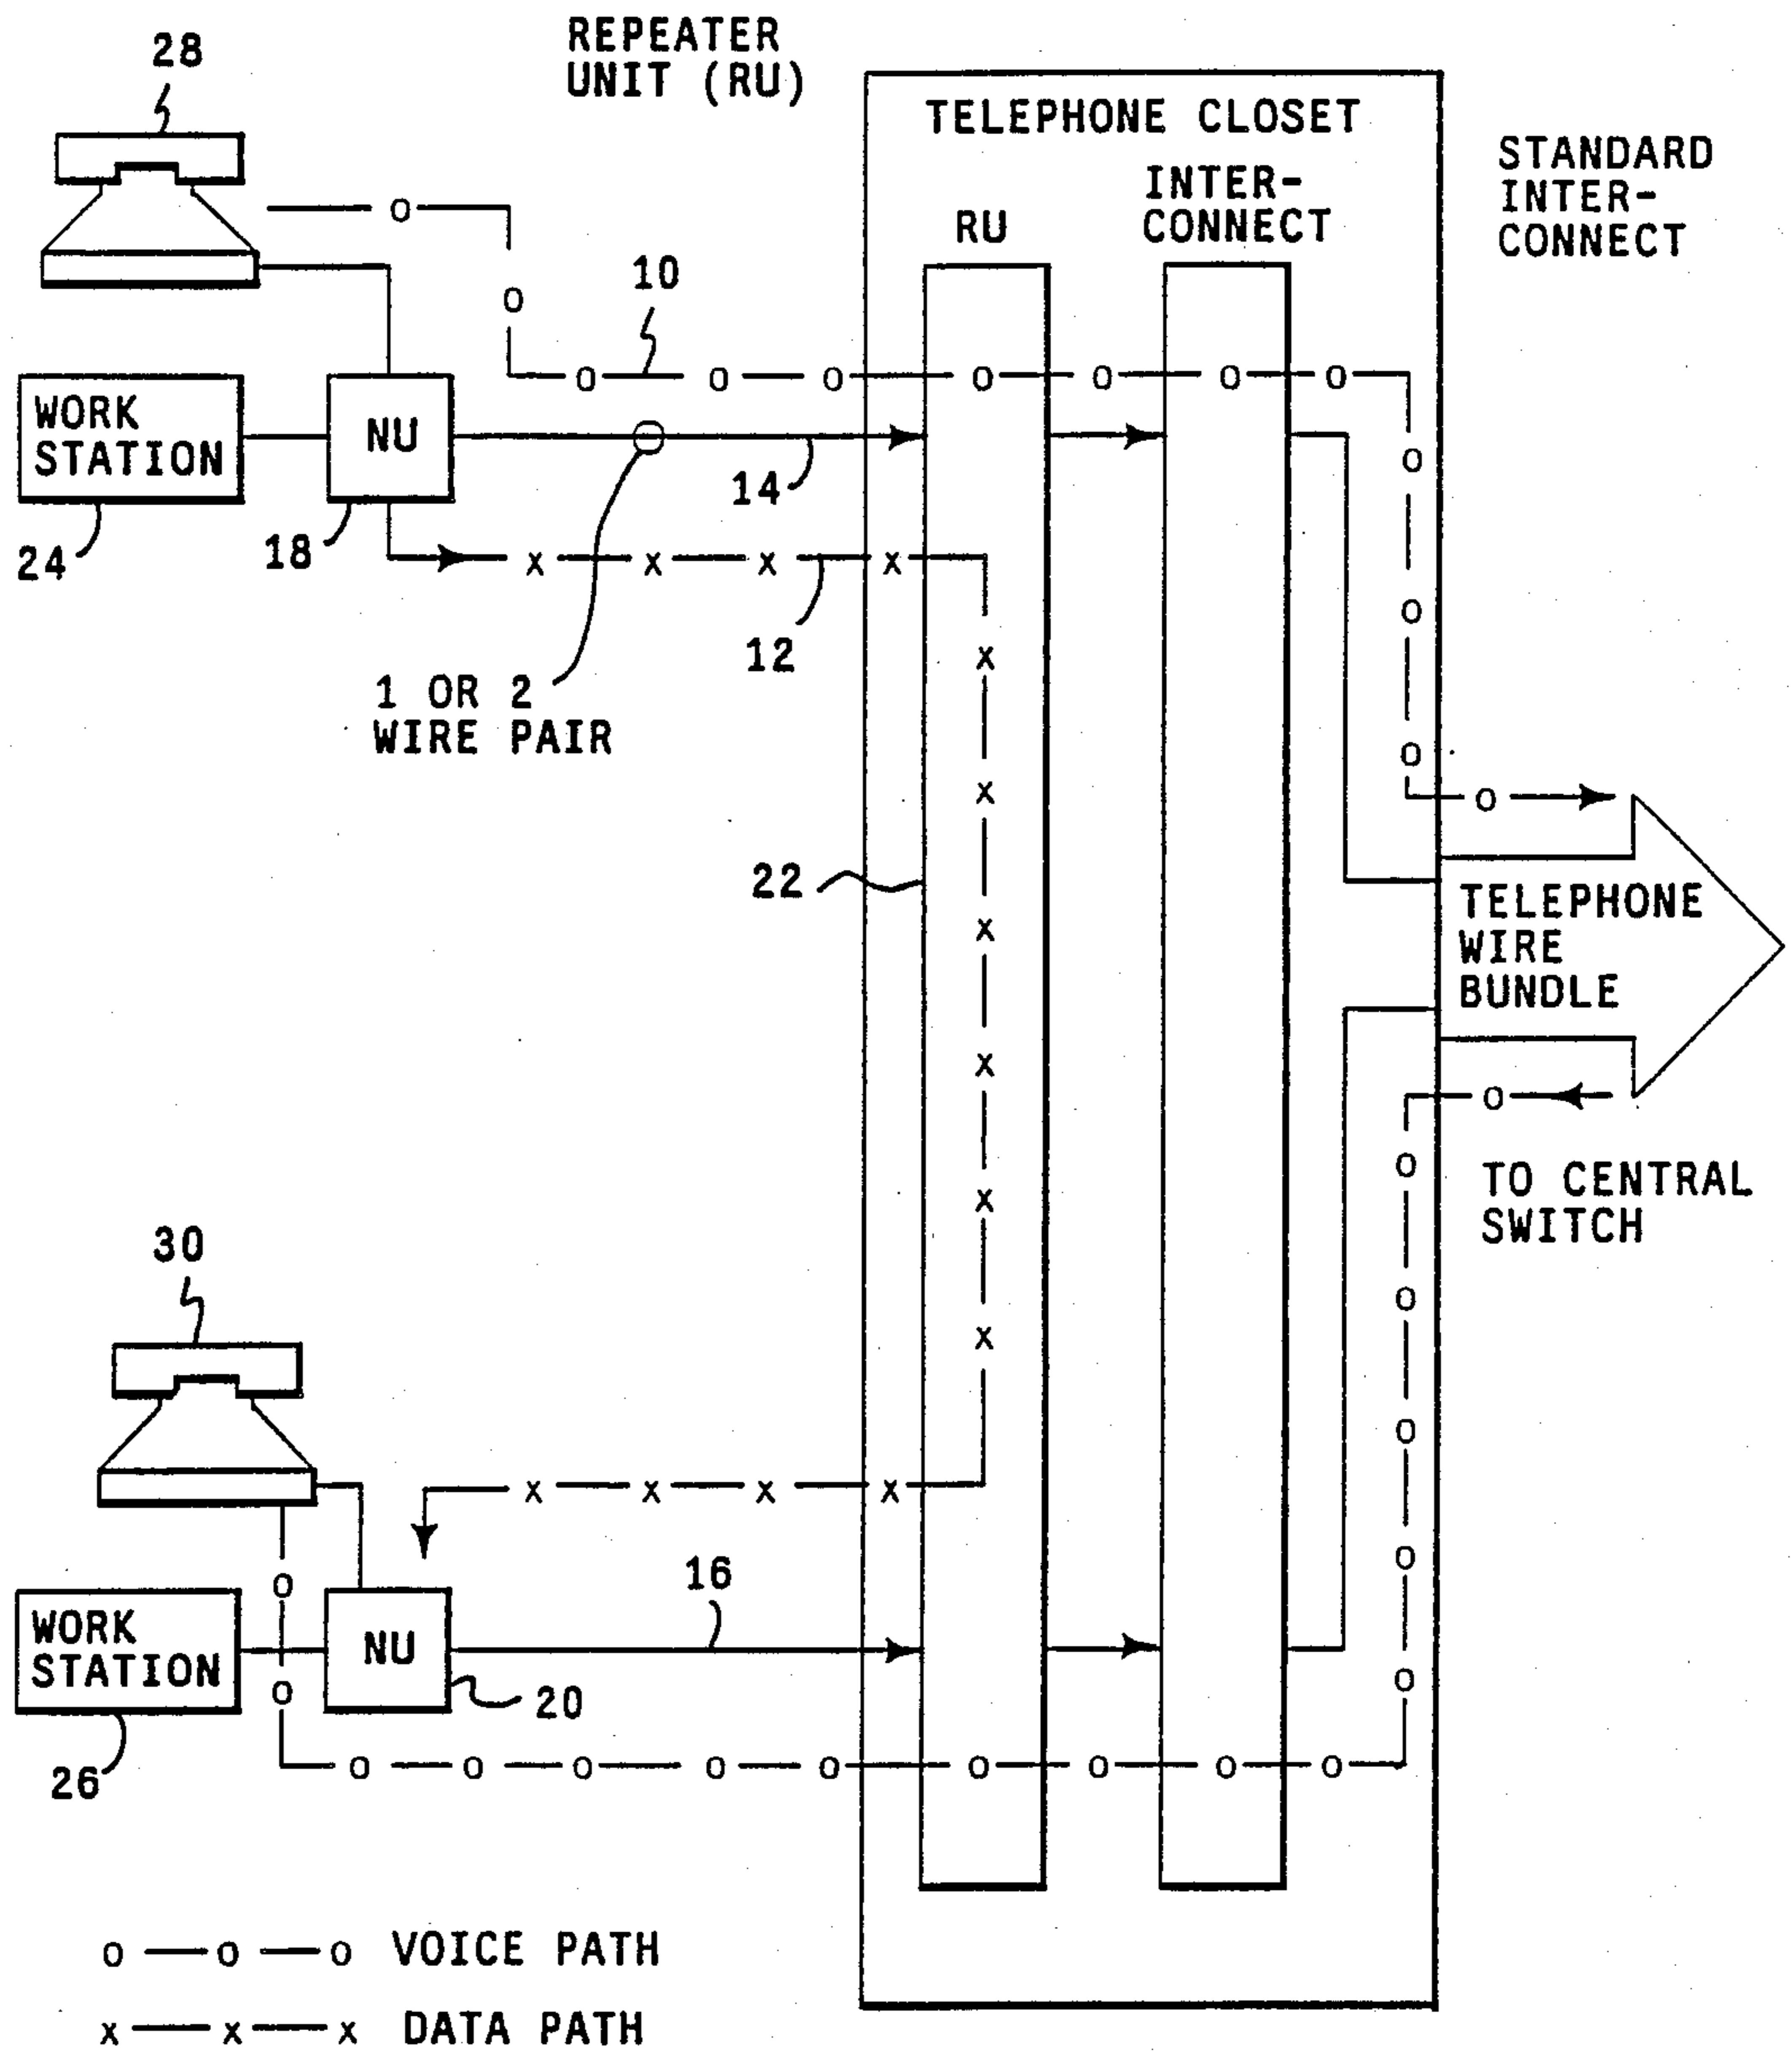 28
REPEATER
UNIT (RU)
TELEPHONE CLOSET
STANDARD
INTER-
CONNECT
RU
INTER-
CONNECT
10
WORK
STATION
NU
24
18
14
12
1 OR 2
WIRE PAIR
22
TELEPHONE
WIRE
BUNDLE
TO CENTRAL
SWITCH
30
16
WORK
STATION
NU
20
26
o — o — o VOICE PATH
x — x — x DATA PATH